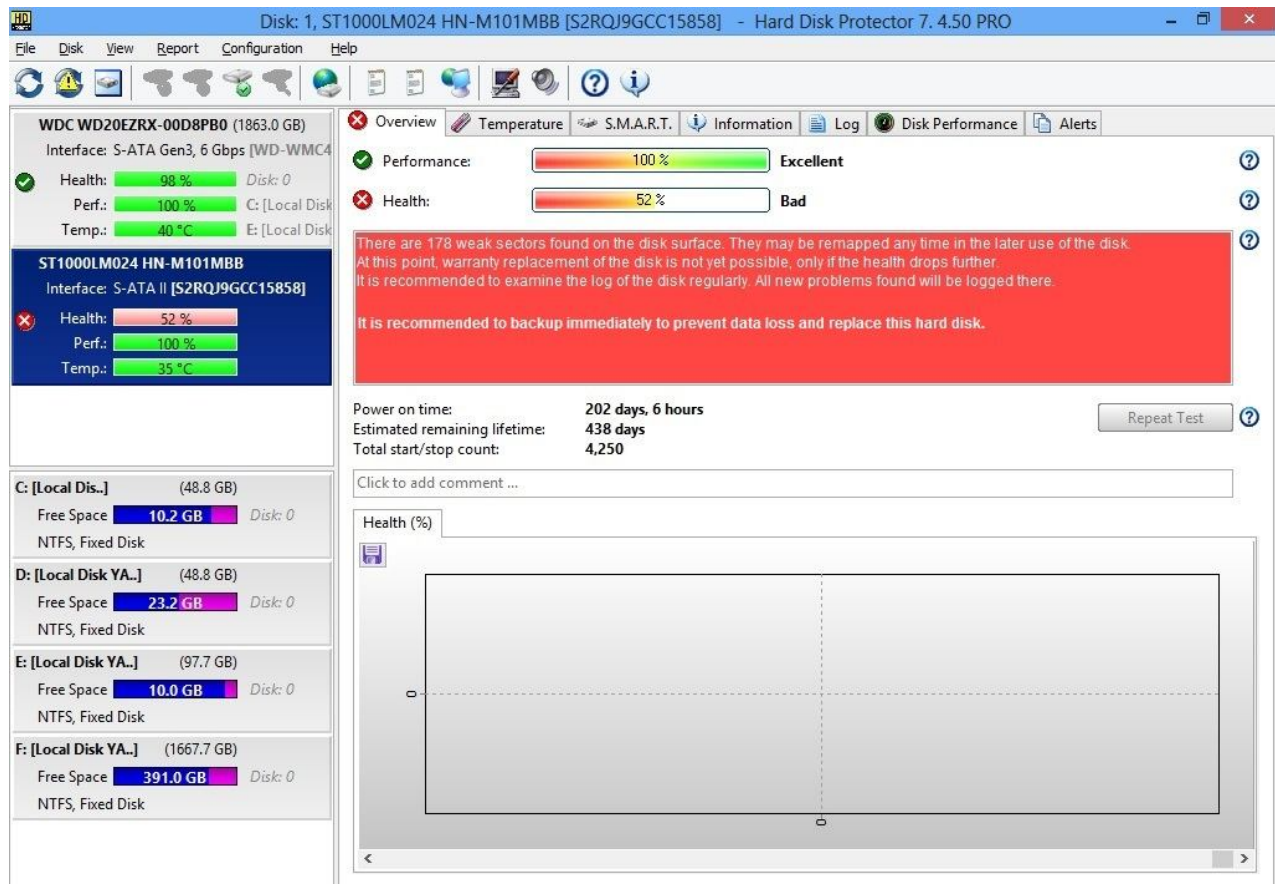 Disk: 1, ST1000LM024 HN-M101MBB [S2RQJ9GCC15858] - Hard Disk Protector 7. 4.50 PRO
File Disk View Report Configuration Help
WDC WD20EZRX-00D8PB0 (1863.0 GB)
Interface: S-ATA Gen3, 6 Gbps [WD-WMC4
Health: 98 % Disk: 0
Perf.: 100 % C: [Local Disk
Temp.: 40 °C E: [Local Disk
ST1000LM024 HN-M101MBB
Interface: S-ATA II [S2RQJ9GCC15858]
Health: 52 %
Perf.: 100 %
Temp.: 35 °C
C: [Local Dis..] (48.8 GB)
Free Space 10.2 GB Disk: 0
NTFS, Fixed Disk
D: [Local Disk YA..] (48.8 GB)
Free Space 23.2 GB Disk: 0
NTFS, Fixed Disk
E: [Local Disk YA..] (97.7 GB)
Free Space 10.0 GB Disk: 0
NTFS, Fixed Disk
F: [Local Disk YA..] (1667.7 GB)
Free Space 391.0 GB Disk: 0
NTFS, Fixed Disk
Overview Temperature S.M.A.R.T. Information Log Disk Performance Alerts
Performance: 100 % Excellent
Health: 52 % Bad
There are 178 weak sectors found on the disk surface. They may be remapped any time in the later use of the disk.
At this point, warranty replacement of the disk is not yet possible, only if the health drops further.
It is recommended to examine the log of the disk regularly. All new problems found will be logged there.
It is recommended to backup immediately to prevent data loss and replace this hard disk.
Power on time: 202 days, 6 hours
Estimated remaining lifetime: 438 days
Total start/stop count: 4,250
Repeat Test
Click to add comment ...
Health (%)
0
0